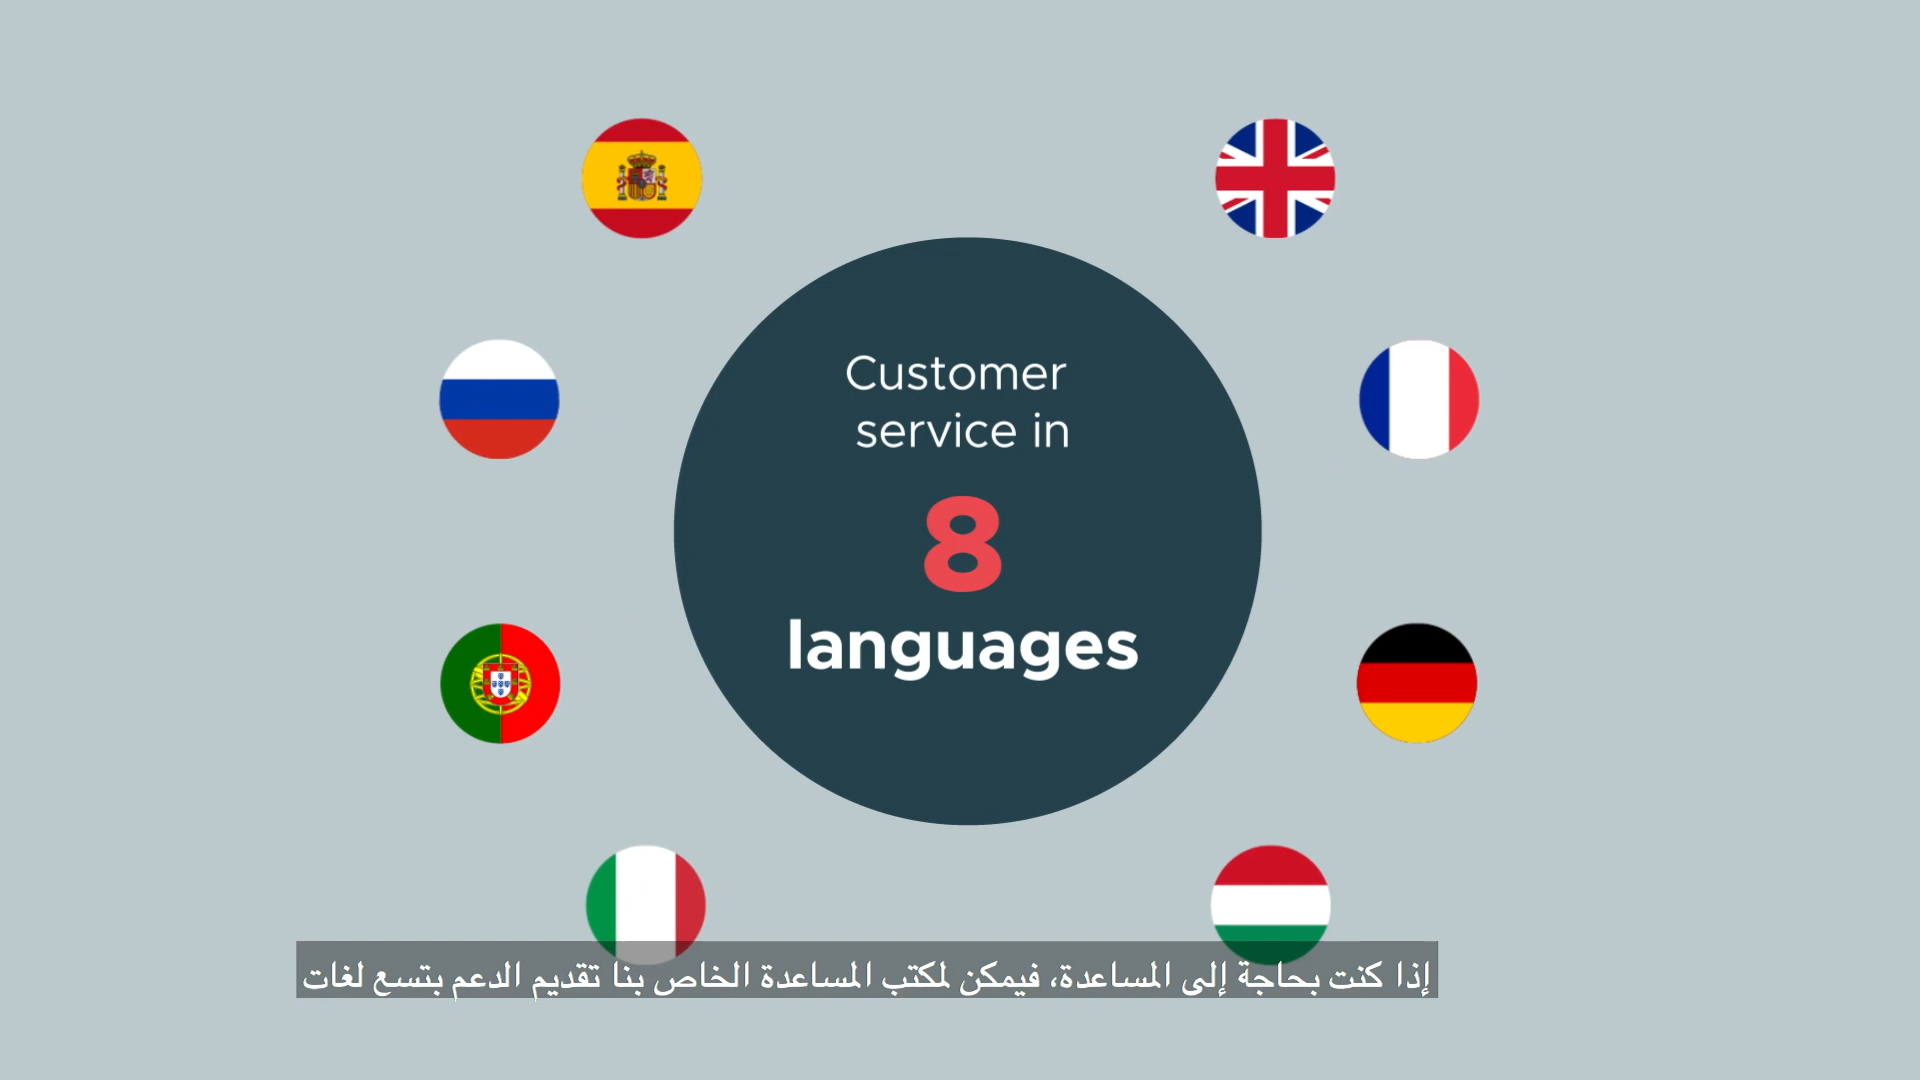 Customer
service in
8
languages
إذا كنت بحاجة إلى المساعدة، فيمكن لمكتب المساعدة الخاص بنا تقديم الدعم بتسع لغات